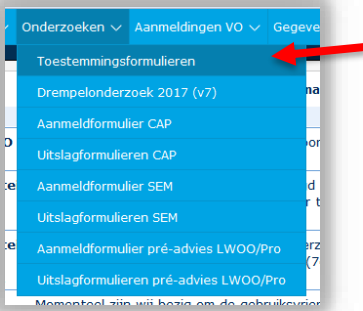 Onderzoeken Aanmeldingen VO
Toestemmingsformulieren
Drempelonderzoek 2017 (v7)
Aanmeldformulier CAP
Uitslagformulieren CAP
Aanmeldformulier SEM
Uitslagformulieren SEM
Aanmeldformulier pré-advies LWOO/Pro
Uitslagformulieren pré-advies LWOO/Pro
Momenteel zijn wij bezig om de